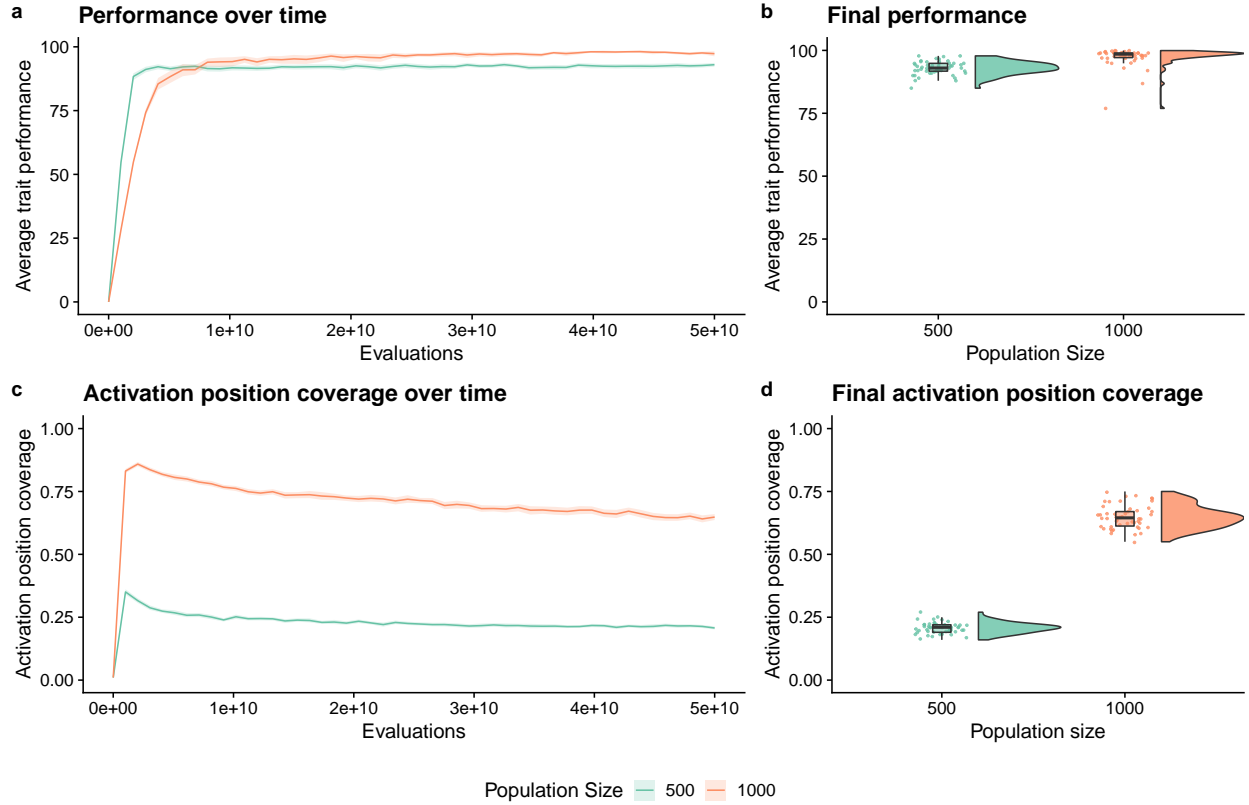 a
Performance over time
Average trait performance
100
75
50
25
0
0e+00 1e+10 2e+10 3e+10 4e+10 5e+10
Evaluations
b
Final performance
Average trait performance
100
75
50
25
0
500 1000
Population Size
c
Activation position coverage over time
Activation position coverage
1.00
0.75
0.50
0.25
0.00
0e+00 1e+10 2e+10 3e+10 4e+10 5e+10
Evaluations
d
Final activation position coverage
Activation position coverage
1.00
0.75
0.50
0.25
0.00
500 1000
Population size
Population Size 500 1000